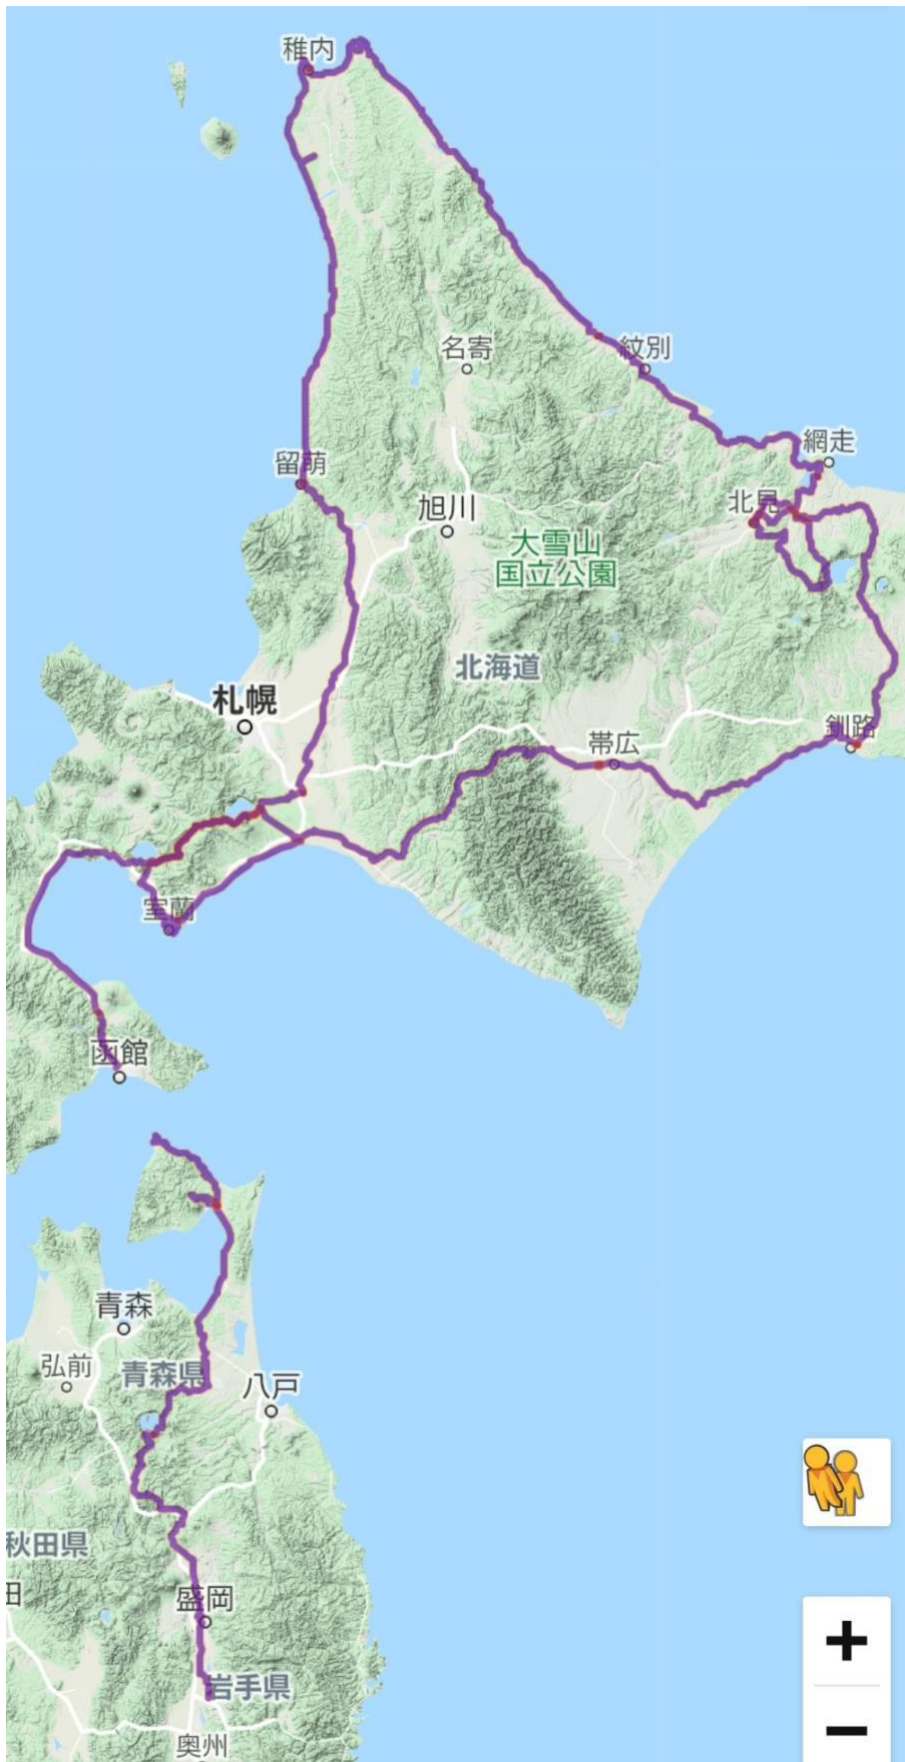 稚内
名寄
紋別
網走
留萌
旭川
北見
大雪山
国立公園
北海道
札幌
釧路
帯広
室蘭
函館
青森
弘前
青森県
八戸
秋田県
田
盛岡
岩手県
奥州
+
−